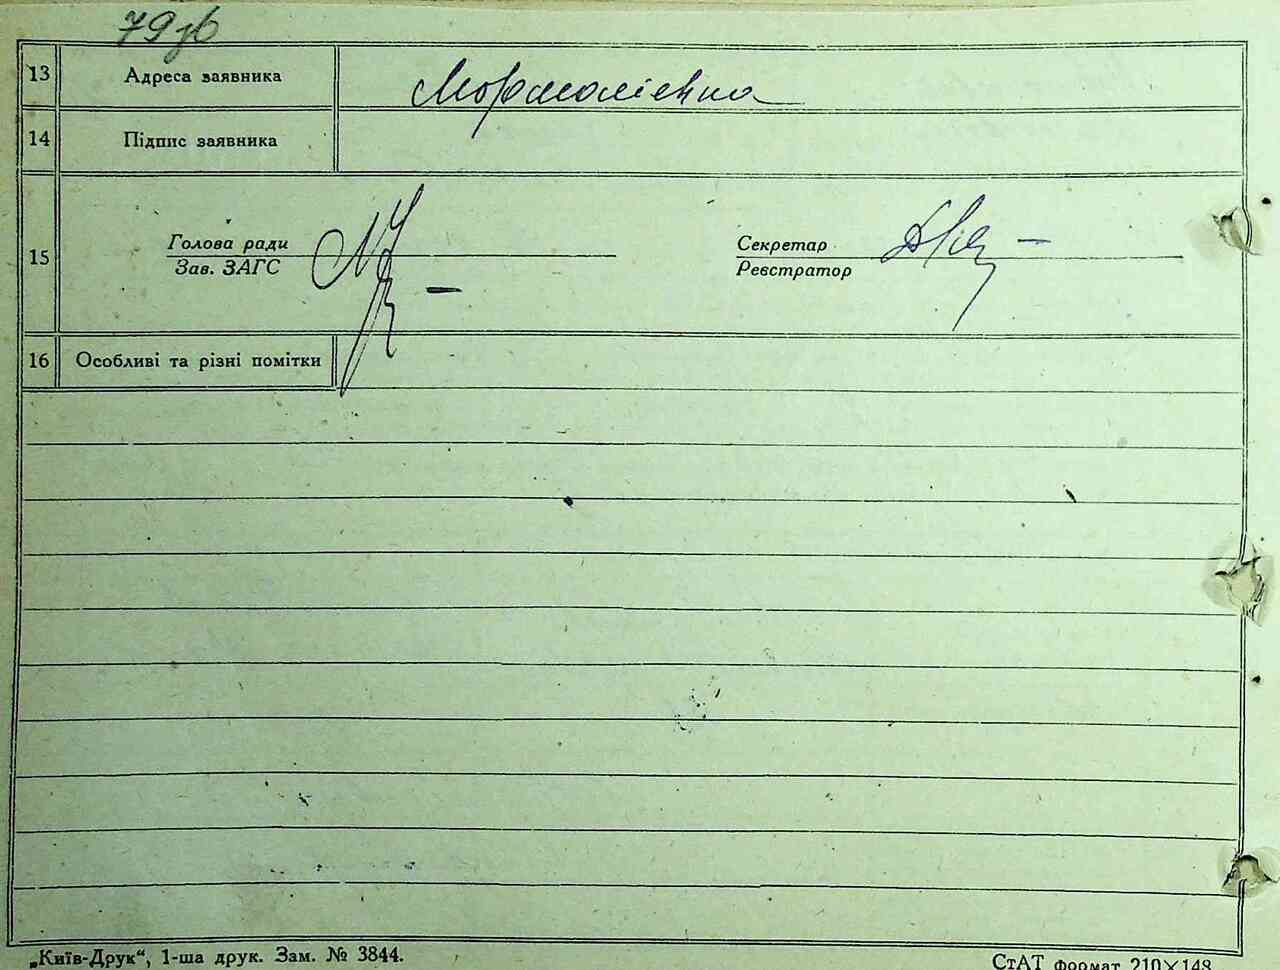 79 зв
13 Адреса заявника Мормоліївка
14 Підпис заявника
15 Голова ради Секретар
Зав. ЗАГС Реєстратор
16 Особливі та різні помітки
„Київ-Друк“, 1-ша друк. Зам. № 3844. СтАТ формат 210×148